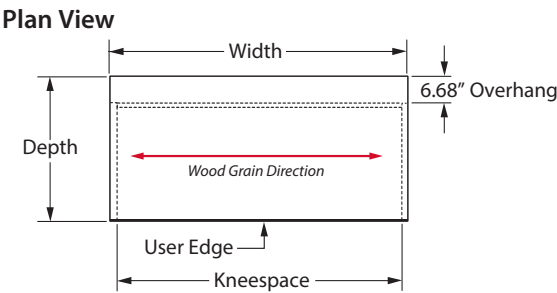 Plan View
Width
6.68” Overhang
Depth
Wood Grain Direction
User Edge
Kneespace